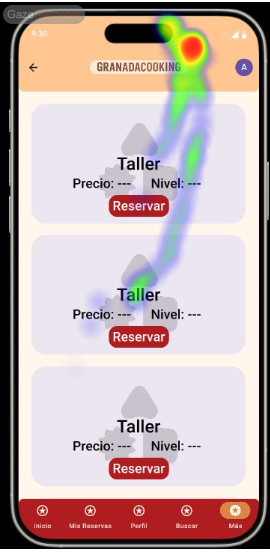 9:30
GRANADACOOKING
A
Taller
Precio: --- Nivel: ---
Reservar
Taller
Precio: --- Nivel: ---
Reservar
Taller
Precio: --- Nivel: ---
Reservar
Inicio Mis Reservas Perfil Buscar Más